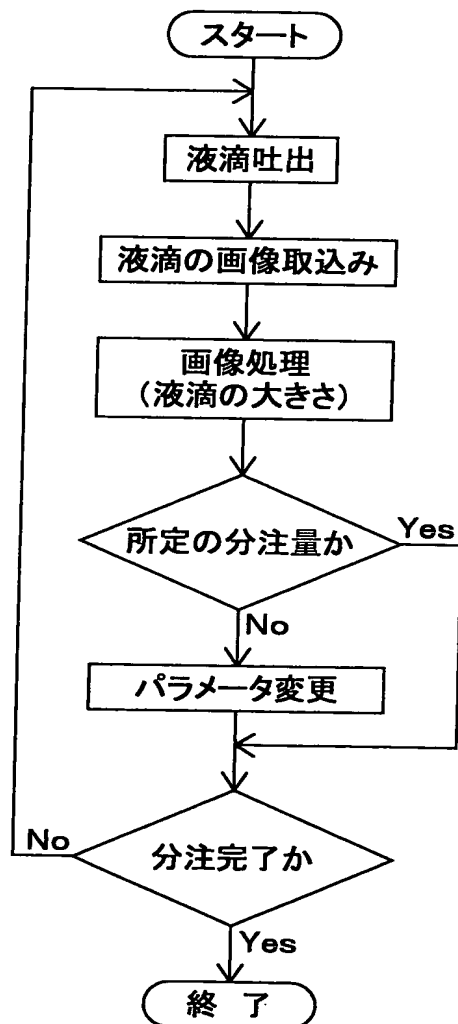 スタート
液滴吐出
液滴の画像取込み
画像処理
(液滴の大きさ)
所定の分注量か
Yes
No
パラメータ変更
分注完了か
No
Yes
終 了